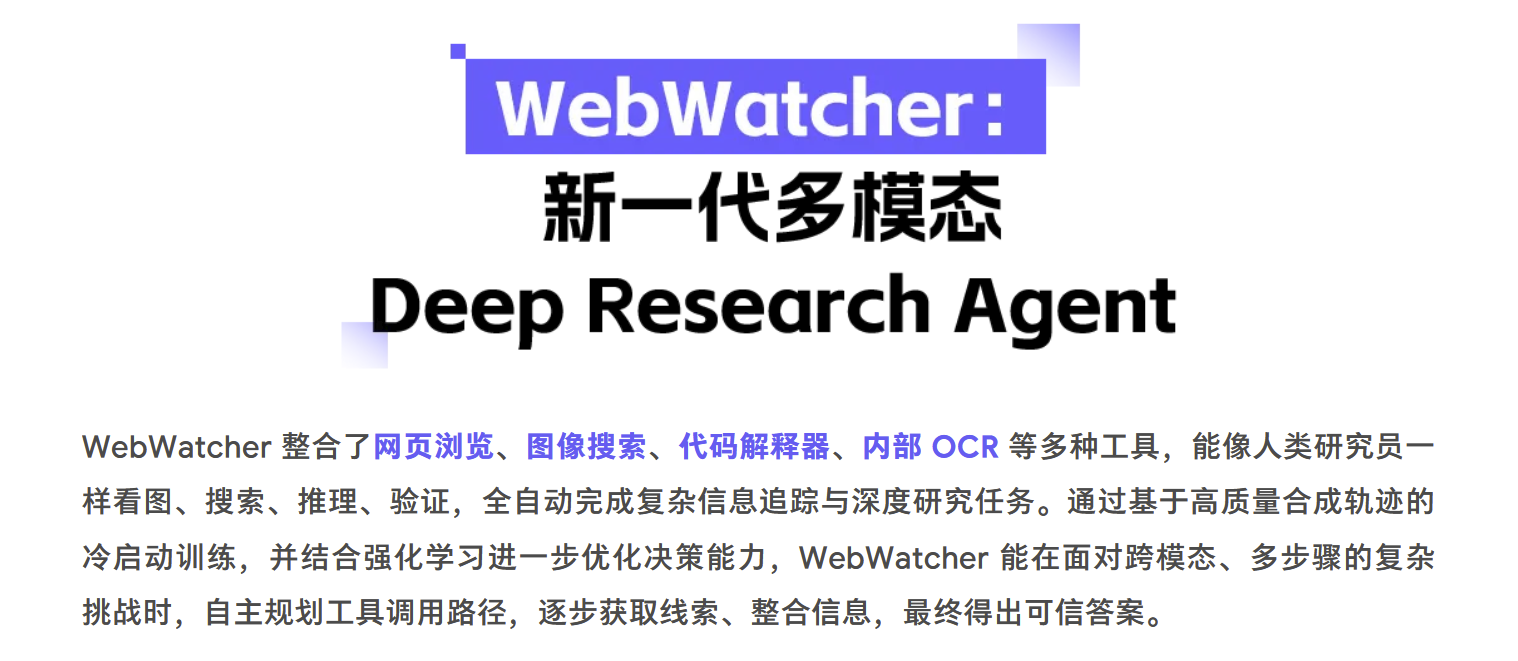 WebWatcher：
新一代多模态
Deep Research Agent
WebWatcher 整合了网页浏览、图像搜索、代码解释器、内部 OCR 等多种工具，能像人类研究员一
样看图、搜索、推理、验证，全自动完成复杂信息追踪与深度研究任务。通过基于高质量合成轨迹的
冷启动训练，并结合强化学习进一步优化决策能力，WebWatcher 能在面对跨模态、多步骤的复杂
挑战时，自主规划工具调用路径，逐步获取线索、整合信息，最终得出可信答案。